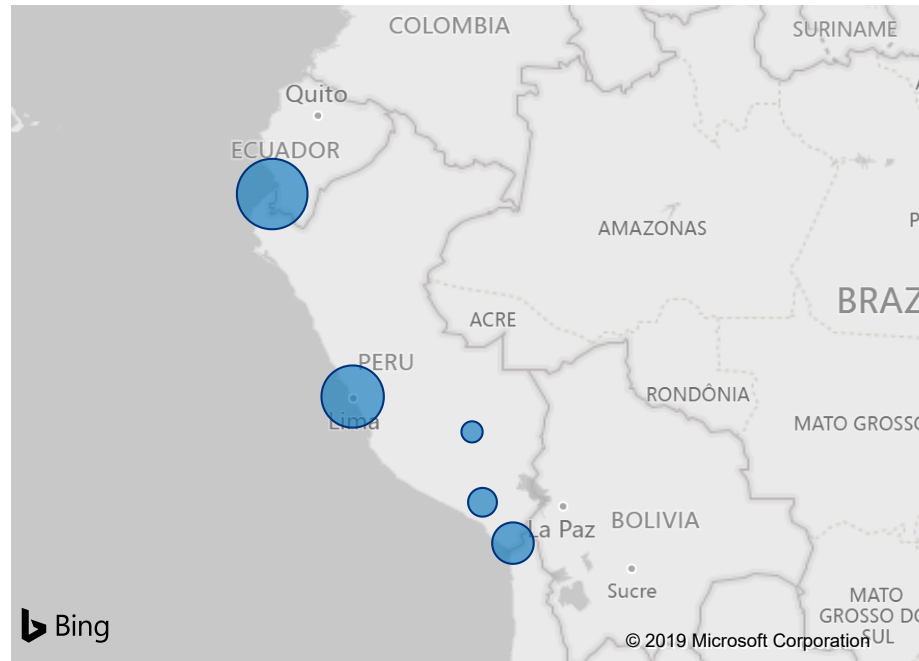 COLOMBIA
SURINAME
Quito
ECUADOR
AMAZONAS
BRAZ
ACRE
PERU
RONDÔNIA
Lima
MATO GROSSO
La Paz
BOLIVIA
Sucre
MATO
GROSSO DO
SUL
Bing
© 2019 Microsoft Corporation